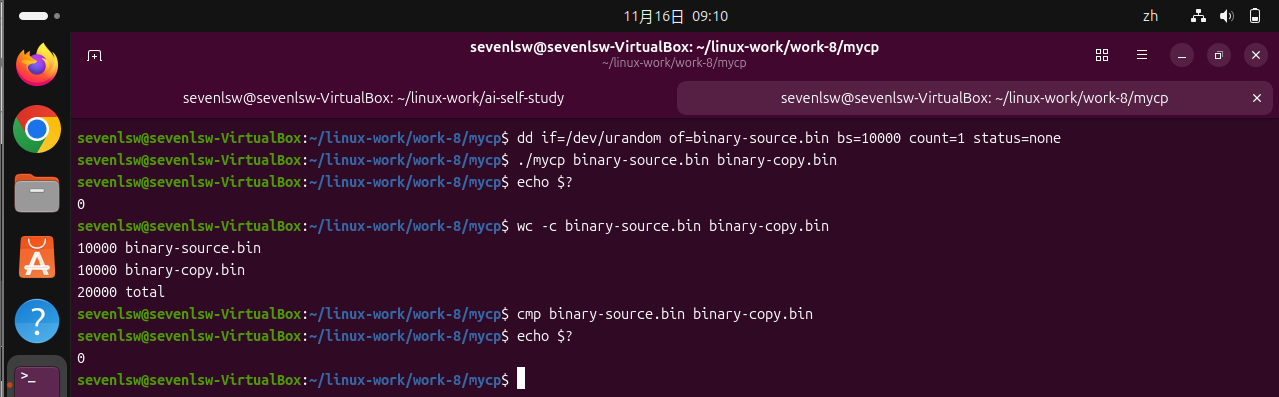 11月16日 09:10
zh
sevenlsw@sevenlsw-VirtualBox: ~/linux-work/work-8/mycp
~/linux-work/work-8/mycp
sevenlsw@sevenlsw-VirtualBox: ~/linux-work/ai-self-study
sevenlsw@sevenlsw-VirtualBox: ~/linux-work/work-8/mycp
sevenlsw@sevenlsw-VirtualBox:~/linux-work/work-8/mycp$ dd if=/dev/urandom of=binary-source.bin bs=10000 count=1 status=none
sevenlsw@sevenlsw-VirtualBox:~/linux-work/work-8/mycp$ ./mycp binary-source.bin binary-copy.bin
sevenlsw@sevenlsw-VirtualBox:~/linux-work/work-8/mycp$ echo $?
0
sevenlsw@sevenlsw-VirtualBox:~/linux-work/work-8/mycp$ wc -c binary-source.bin binary-copy.bin
10000 binary-source.bin
10000 binary-copy.bin
20000 total
sevenlsw@sevenlsw-VirtualBox:~/linux-work/work-8/mycp$ cmp binary-source.bin binary-copy.bin
sevenlsw@sevenlsw-VirtualBox:~/linux-work/work-8/mycp$ echo $?
0
sevenlsw@sevenlsw-VirtualBox:~/linux-work/work-8/mycp$